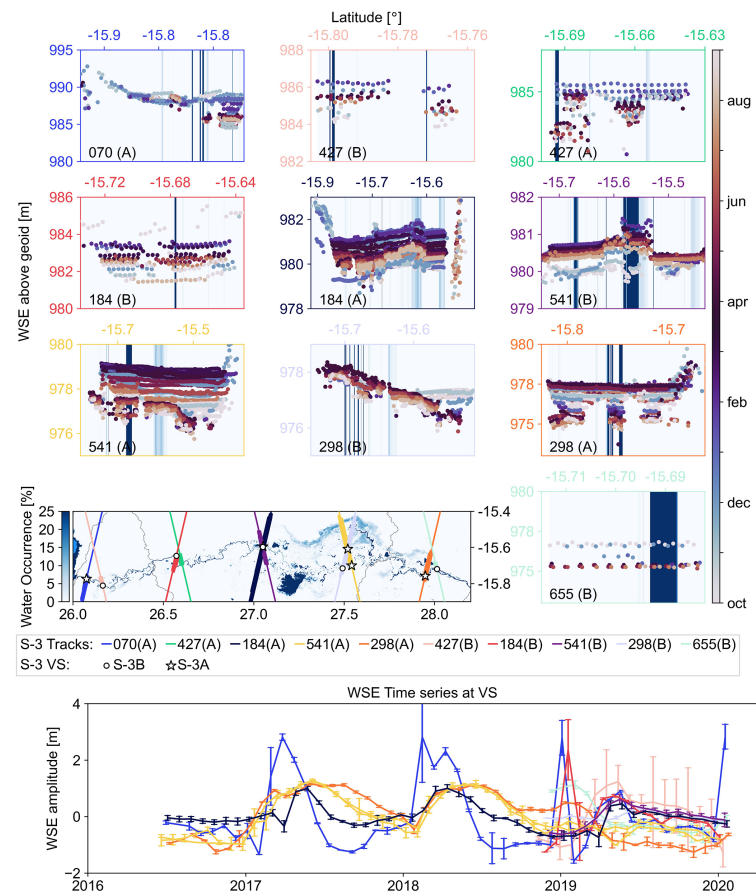 Latitude [°]
-15.9 -15.8 -15.8
-15.80 -15.78 -15.76
-15.69 -15.66 -15.63
995
990
985
980
070 (A)
988
986
984
982
427 (B)
985
980
427 (A)
-15.72 -15.68 -15.64
-15.9 -15.7 -15.6
-15.7 -15.6 -15.5
WSE above geoid [m]
986
984
982
980
184 (B)
982
980
978
184 (A)
982
981
980
979
541 (B)
-15.7 -15.5
-15.7 -15.6
-15.8 -15.7
980
978
976
541 (A)
978
976
298 (B)
980
978
975
298 (A)
-15.71 -15.70 -15.69
980
978
975
655 (B)
aug
jun
apr
feb
dec
oct
Water Occurrence [%]
25
20
15
10
5
0
-15.4
-15.6
-15.8
26.0 26.5 27.0 27.5 28.0
S-3 Tracks: 070(A) 427(A) 184(A) 541(A) 298(A) 427(B) 184(B) 541(B) 298(B) 655(B)
S-3 VS: S-3B S-3A
WSE Time series at VS
WSE amplitude [m]
4
2
0
−2
2016 2017 2018 2019 2020